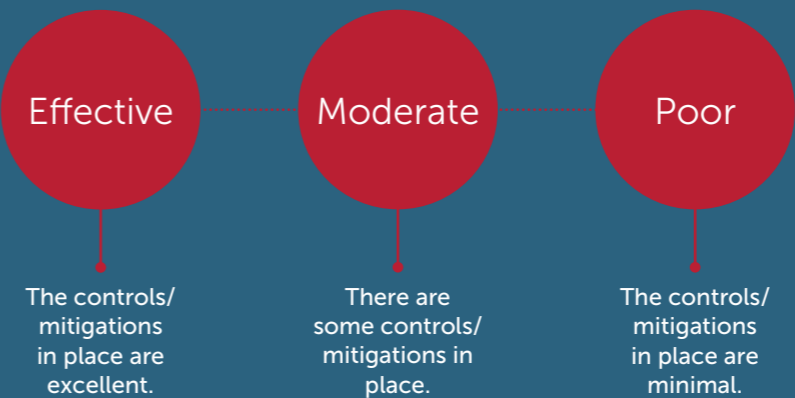 Effective
Moderate
Poor
The controls/
mitigations
in place are
excellent.
There are
some controls/
mitigations in
place.
The controls/
mitigations
in place are
minimal.